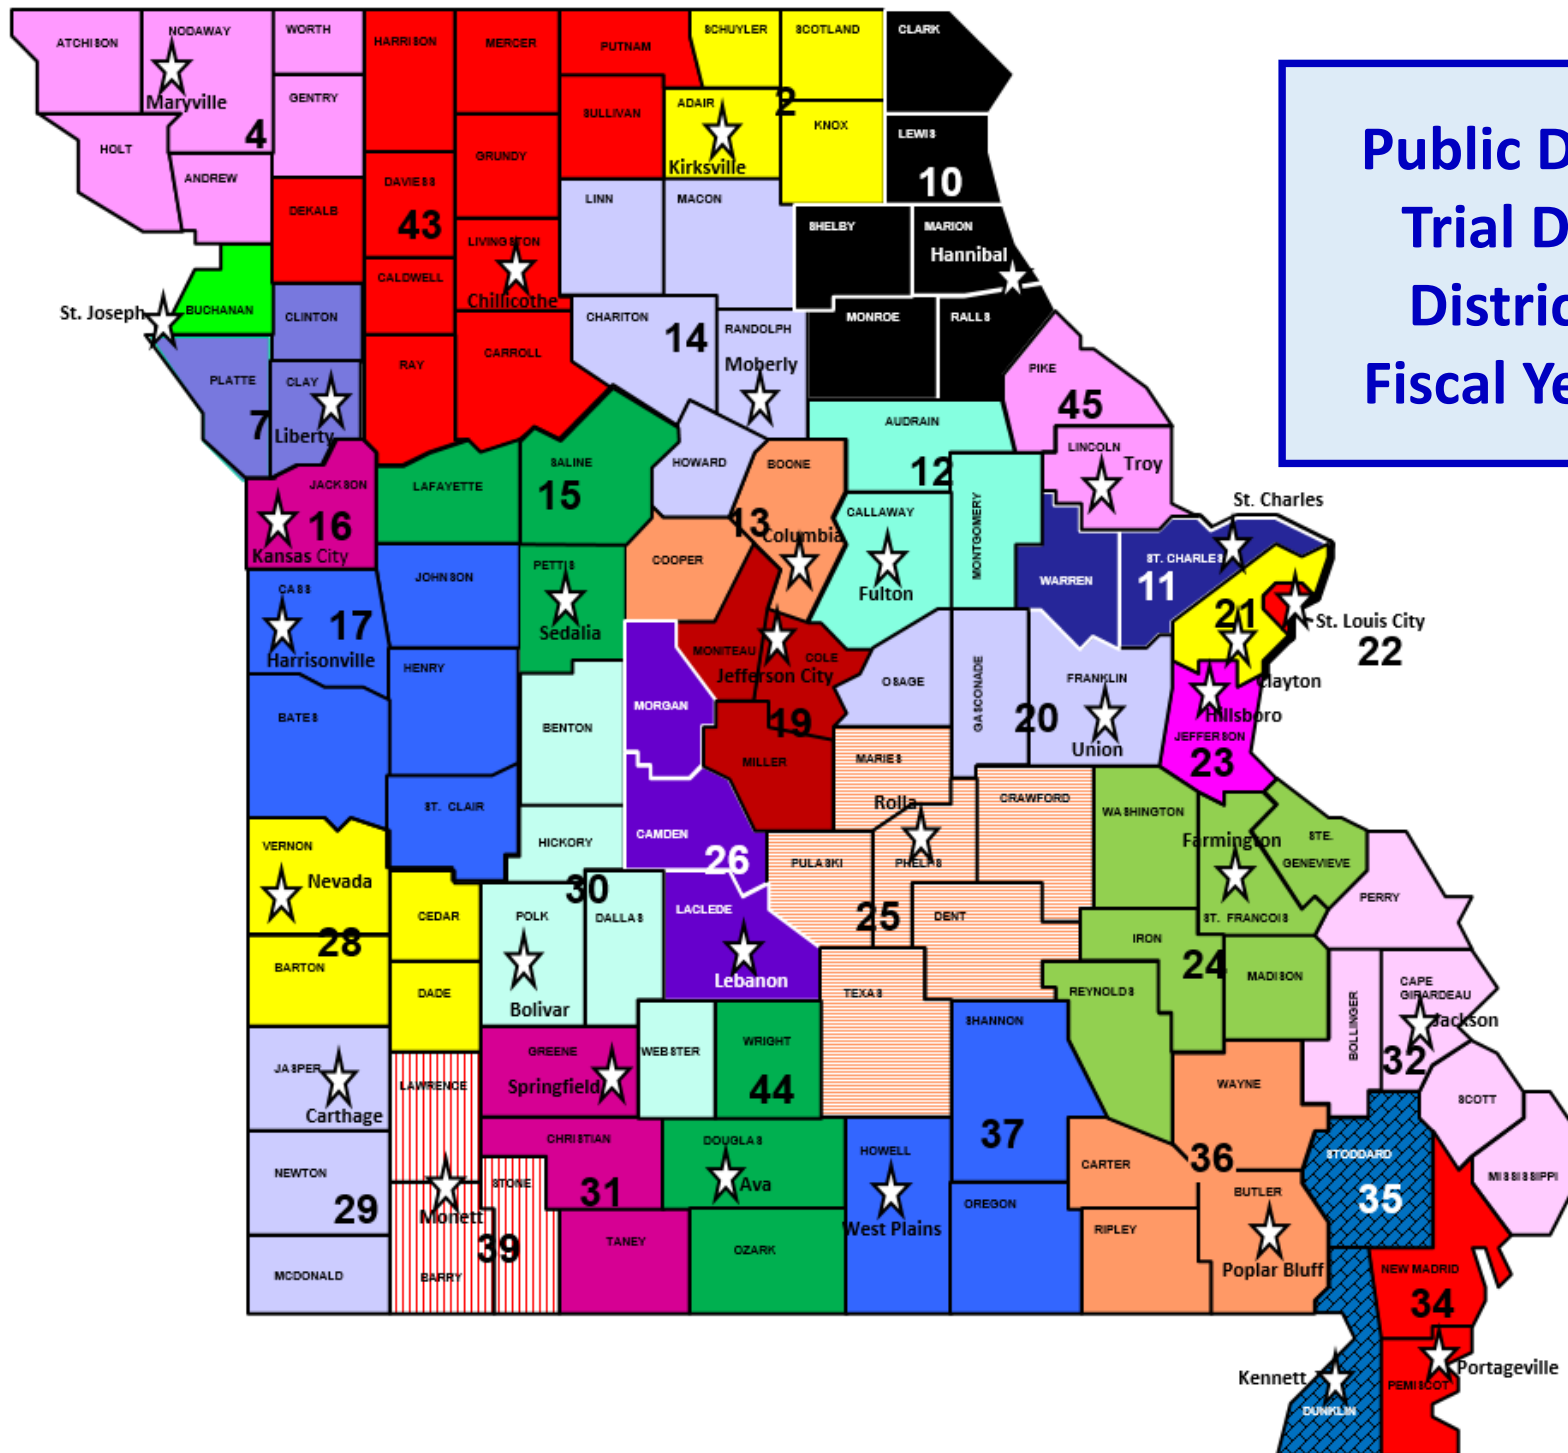 Public D
Trial D
Distric
Fiscal Ye
ATCHISON
NODAWAY
Maryville
WORTH
GENTRY
HOLT
ANDREW
4
HARRISON
MERCER
PUTNAM
SULLIVAN
GRUNDY
DAVIESS
43
DEKALB
LIVINGSTON
Chillicothe
CALDWELL
RAY
CARROLL
SCHUYLER
SCOTLAND
2
ADAIR
Kirksville
KNOX
CLARK
LEWIS
10
SHELBY
MARION
Hannibal
MONROE
RALLS
LINN
MACON
CHARITON
14
RANDOLPH
Moberly
HOWARD
St. Joseph
BUCHANAN
CLINTON
PLATTE
CLAY
7
Liberty
PIKE
45
LINCOLN
Troy
AUDRAIN
12
CALLAWAY
Fulton
MONTGOMERY
JACKSON
16
Kansas City
LAFAYETTE
SALINE
15
PETTIS
Sedalia
BOONE
13
Columbia
COOPER
WARREN
ST. CHARLES
11
St. Charles
21
Clayton
St. Louis City
22
CASS
17
Harrisonville
JOHNSON
HENRY
BATES
ST. CLAIR
MONITEAU
COLE
Jefferson City
19
MILLER
OSAGE
GASCONADE
20
FRANKLIN
Union
Hillsboro
JEFFERSON
23
MORGAN
CAMDEN
26
LACLEDE
Lebanon
BENTON
HICKORY
30
POLK
DALLAS
Bolivar
WEBSTER
MARIES
Rolla
CRAWFORD
PULASKI
PHELPS
25
DENT
TEXAS
WASHINGTON
Farmington
STE.
GENEVIEVE
ST. FRANCOIS
IRON
24
MADISON
REYNOLDS
VERNON
Nevada
CEDAR
28
BARTON
DADE
PERRY
BOLLINGER
CAPE
GIRARDEAU
Jackson
32
SCOTT
MISSISSIPPI
JASPER
Carthage
NEWTON
29
MCDONALD
LAWRENCE
Monett
STONE
39
BARRY
GREENE
Springfield
CHRISTIAN
31
TANEY
WRIGHT
44
DOUGLAS
Ava
OZARK
SHANNON
37
HOWELL
West Plains
OREGON
WAYNE
CARTER
36
BUTLER
RIPLEY
Poplar Bluff
STODDARD
35
NEW MADRID
34
Kennett
DUNKLIN
PEMISCOT
Portageville